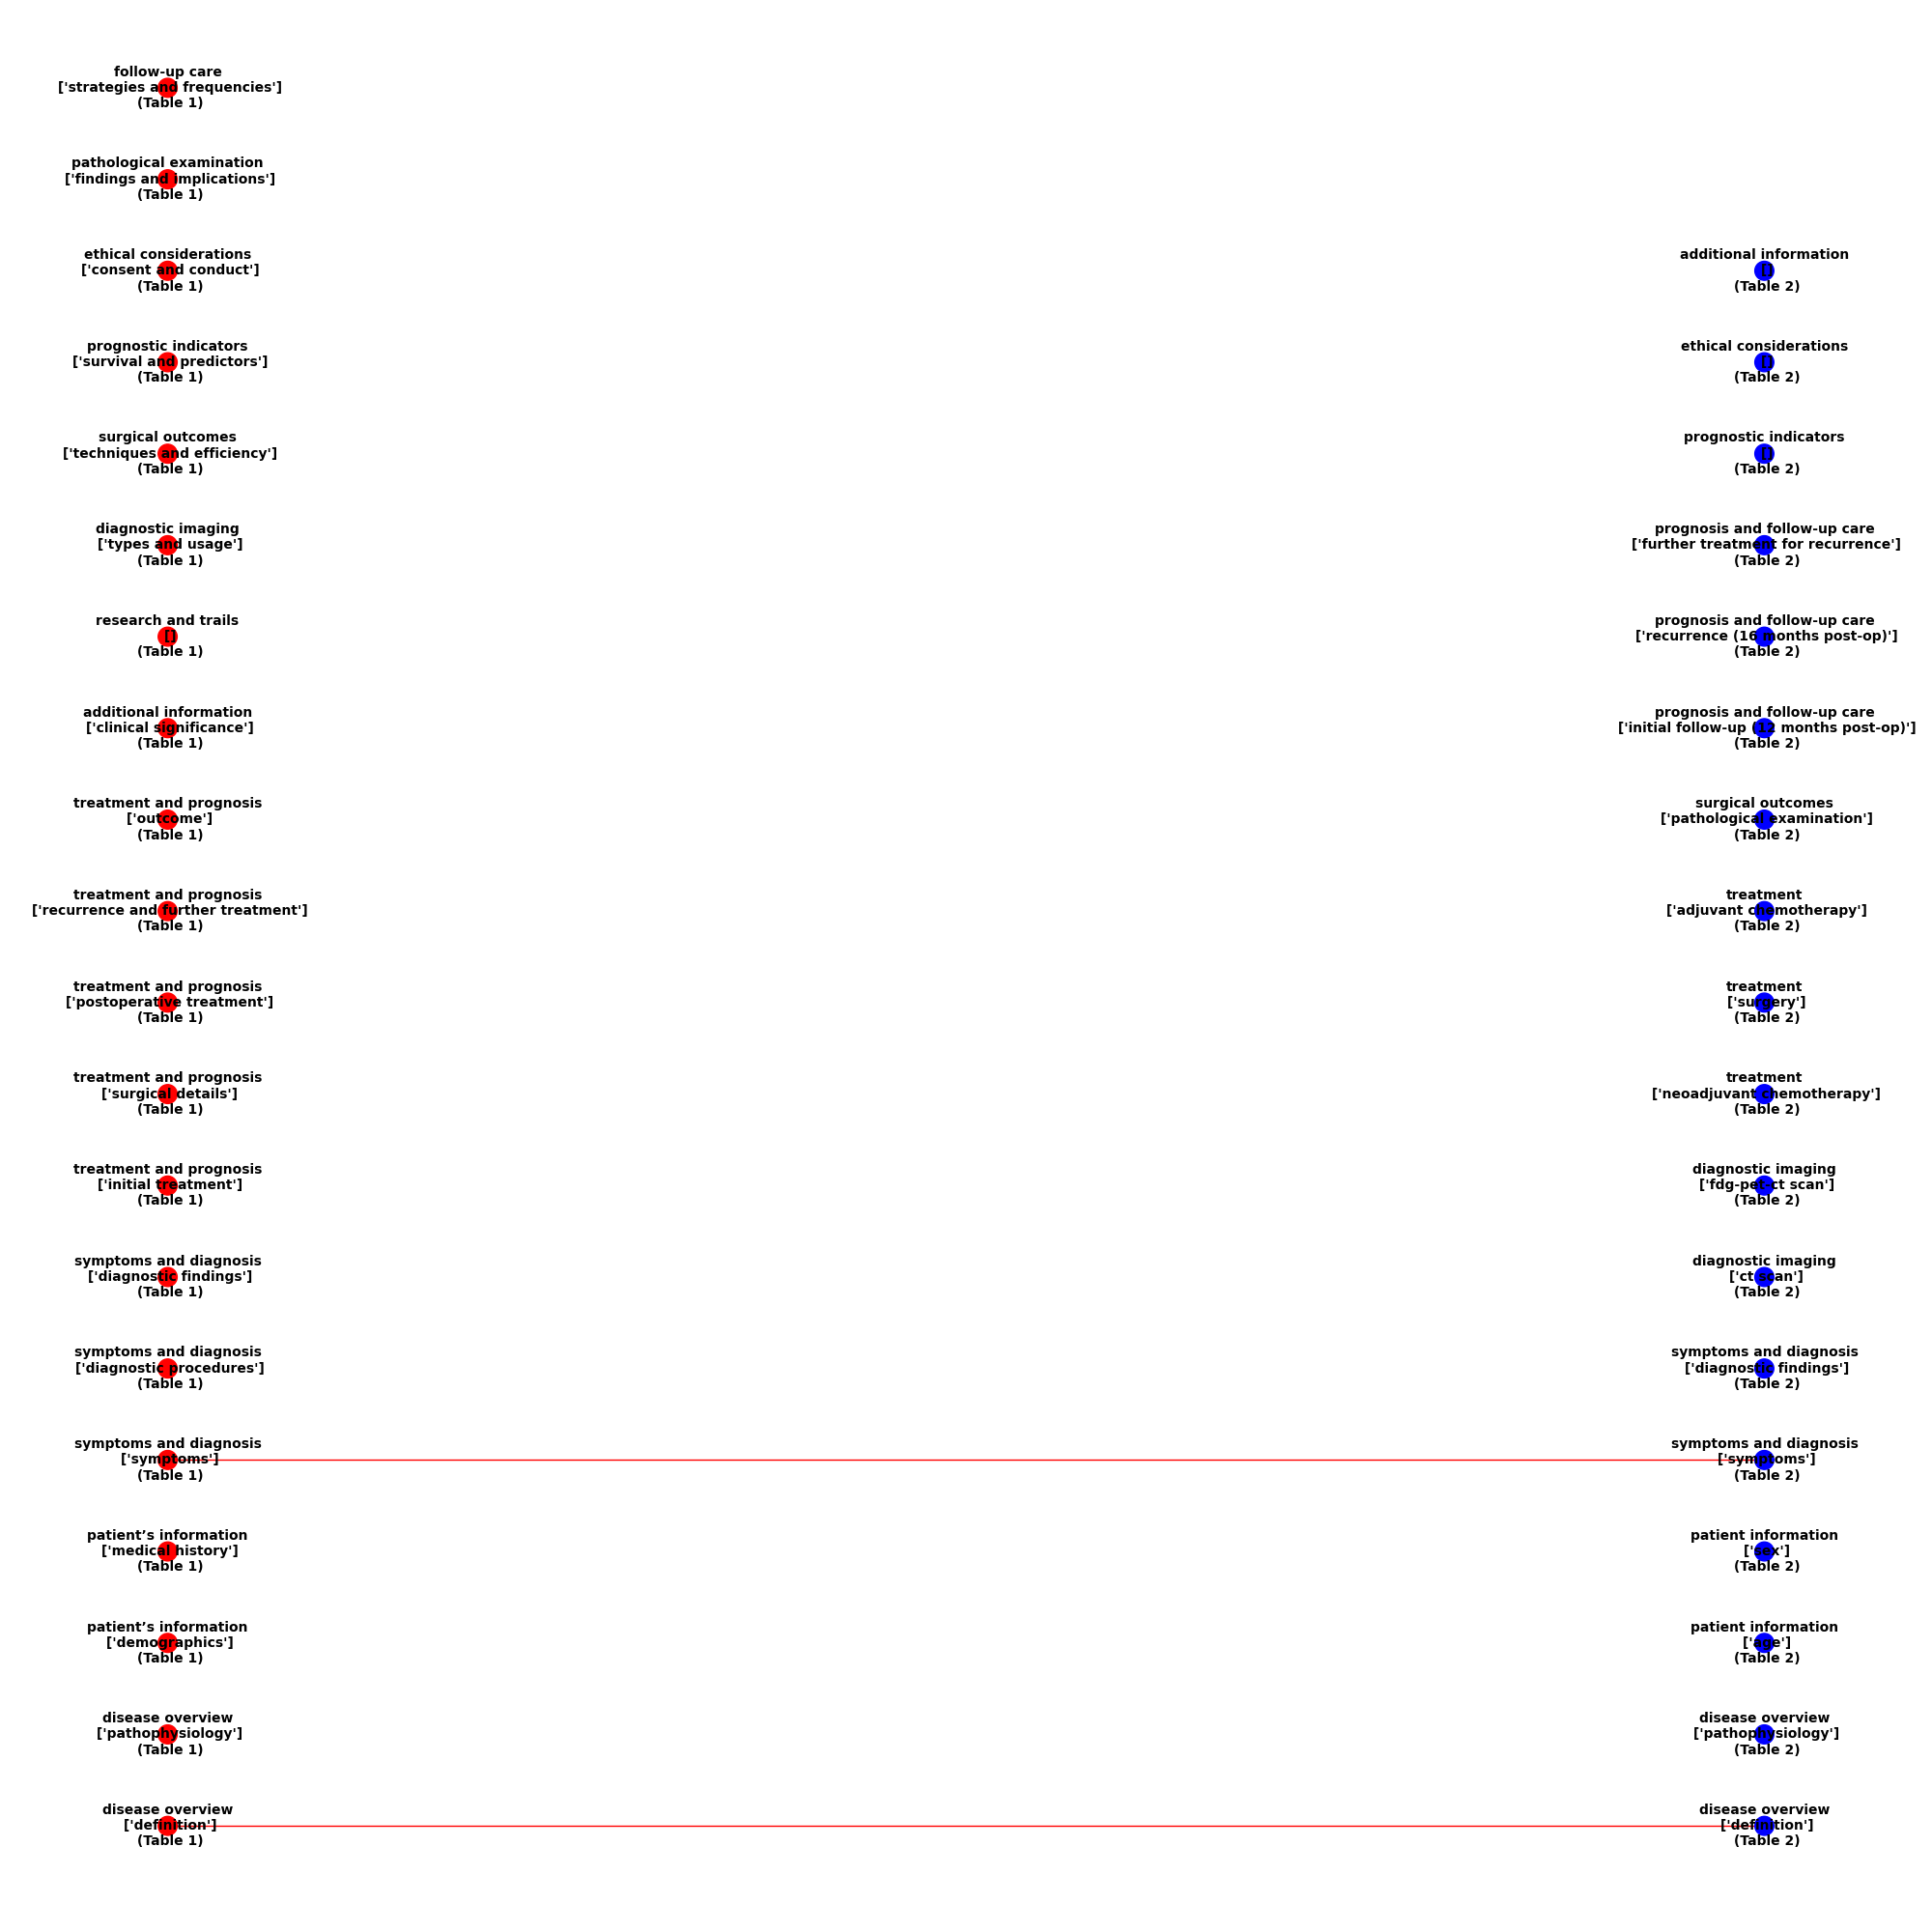 follow-up care
['strategies and frequencies']
(Table 1)
pathological examination
['findings and implications']
(Table 1)
ethical considerations
['consent and conduct']
(Table 1)
prognostic indicators
['survival and predictors']
(Table 1)
surgical outcomes
['techniques and efficiency']
(Table 1)
diagnostic imaging
['types and usage']
(Table 1)
research and trails
[]
(Table 1)
additional information
['clinical significance']
(Table 1)
treatment and prognosis
['outcome']
(Table 1)
treatment and prognosis
['recurrence and further treatment']
(Table 1)
treatment and prognosis
['postoperative treatment']
(Table 1)
treatment and prognosis
['surgical details']
(Table 1)
treatment and prognosis
['initial treatment']
(Table 1)
symptoms and diagnosis
['diagnostic findings']
(Table 1)
symptoms and diagnosis
['diagnostic procedures']
(Table 1)
symptoms and diagnosis
['symptoms']
(Table 1)
patient’s information
['medical history']
(Table 1)
patient’s information
['demographics']
(Table 1)
disease overview
['pathophysiology']
(Table 1)
disease overview
['definition']
(Table 1)
additional information
[]
(Table 2)
ethical considerations
[]
(Table 2)
prognostic indicators
[]
(Table 2)
prognosis and follow-up care
['further treatment for recurrence']
(Table 2)
prognosis and follow-up care
['recurrence (16 months post-op)']
(Table 2)
prognosis and follow-up care
['initial follow-up (12 months post-op)']
(Table 2)
surgical outcomes
['pathological examination']
(Table 2)
treatment
['adjuvant chemotherapy']
(Table 2)
treatment
['surgery']
(Table 2)
treatment
['neoadjuvant chemotherapy']
(Table 2)
diagnostic imaging
['fdg-pet-ct scan']
(Table 2)
diagnostic imaging
['ct scan']
(Table 2)
symptoms and diagnosis
['diagnostic findings']
(Table 2)
symptoms and diagnosis
['symptoms']
(Table 2)
patient information
['sex']
(Table 2)
patient information
['age']
(Table 2)
disease overview
['pathophysiology']
(Table 2)
disease overview
['definition']
(Table 2)